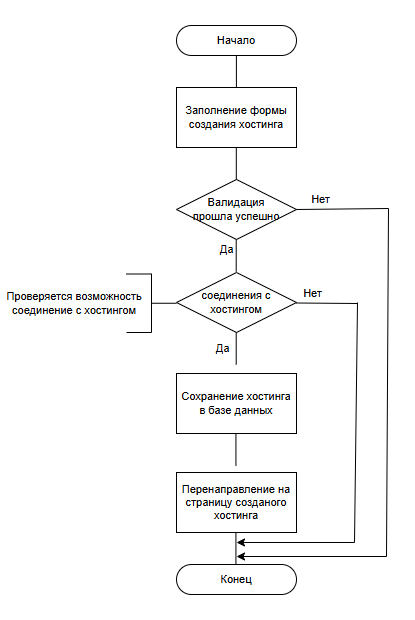 Начало
Заполнение формы
создания хостинга
Валидация
прошла успешно
Нет
Да
Проверяется возможность
соединение с хостингом
соединения с
хостингом
Нет
Да
Сохранение хостинга
в базе данных
Перенаправление на
страницу созданого
хостинга
Конец